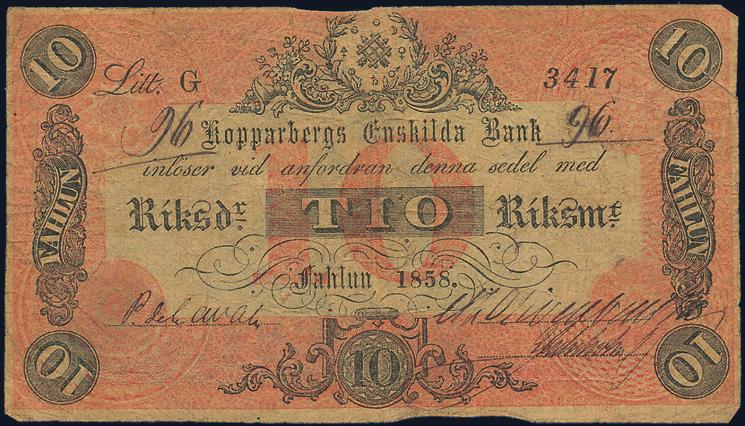 10 10
Litt. G 3417
96 Kopparbergs Enskilda Bank 96.
inlöser vid anfordran denna sedel med
Riksdr. TIO Riksmt.
FAHLUN FAHLUN
Fahlun 1858.
10 10 10